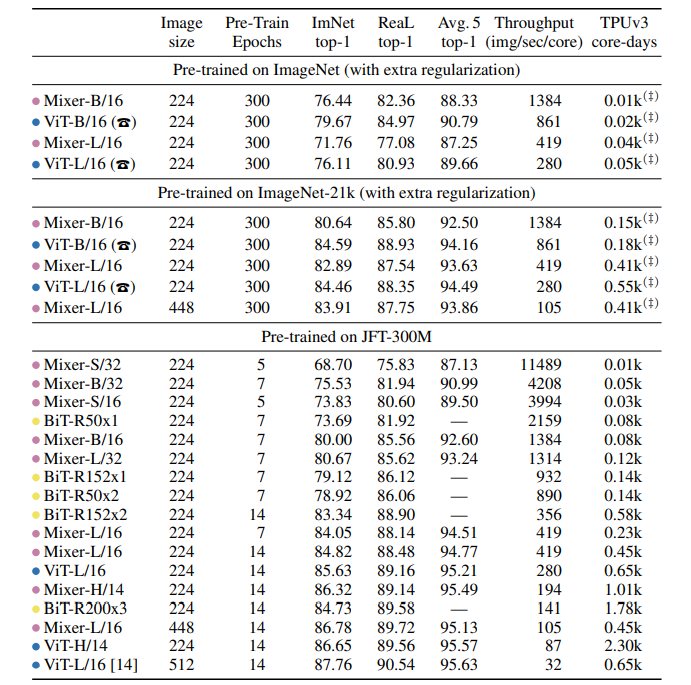 Image Pre-Train ImNet ReaL Avg. 5 Throughput TPUv3
size Epochs top-1 top-1 top-1 (img/sec/core) core-days
Pre-trained on ImageNet (with extra regularization)
Mixer-B/16 224 300 76.44 82.36 88.33 1384 0.01k(‡)
ViT-B/16 (☎) 224 300 79.67 84.97 90.79 861 0.02k(‡)
Mixer-L/16 224 300 71.76 77.08 87.25 419 0.04k(‡)
ViT-L/16 (☎) 224 300 76.11 80.93 89.66 280 0.05k(‡)
Pre-trained on ImageNet-21k (with extra regularization)
Mixer-B/16 224 300 80.64 85.80 92.50 1384 0.15k(‡)
ViT-B/16 (☎) 224 300 84.59 88.93 94.16 861 0.18k(‡)
Mixer-L/16 224 300 82.89 87.54 93.63 419 0.41k(‡)
ViT-L/16 (☎) 224 300 84.46 88.35 94.49 280 0.55k(‡)
Mixer-L/16 448 300 83.91 87.75 93.86 105 0.41k(‡)
Pre-trained on JFT-300M
Mixer-S/32 224 5 68.70 75.83 87.13 11489 0.01k
Mixer-B/32 224 7 75.53 81.94 90.99 4208 0.05k
Mixer-S/16 224 5 73.83 80.60 89.50 3994 0.03k
BiT-R50x1 224 7 73.69 81.92 — 2159 0.08k
Mixer-B/16 224 7 80.00 85.56 92.60 1384 0.08k
Mixer-L/32 224 7 80.67 85.62 93.24 1314 0.12k
BiT-R152x1 224 7 79.12 86.12 — 932 0.14k
BiT-R50x2 224 7 78.92 86.06 — 890 0.14k
BiT-R152x2 224 14 83.34 88.90 — 356 0.58k
Mixer-L/16 224 7 84.05 88.14 94.51 419 0.23k
Mixer-L/16 224 14 84.82 88.48 94.77 419 0.45k
ViT-L/16 224 14 85.63 89.16 95.21 280 0.65k
Mixer-H/14 224 14 86.32 89.14 95.49 194 1.01k
BiT-R200x3 224 14 84.73 89.58 — 141 1.78k
Mixer-L/16 448 14 86.78 89.72 95.13 105 0.45k
ViT-H/14 224 14 86.65 89.56 95.57 87 2.30k
ViT-L/16 [14] 512 14 87.76 90.54 95.63 32 0.65k